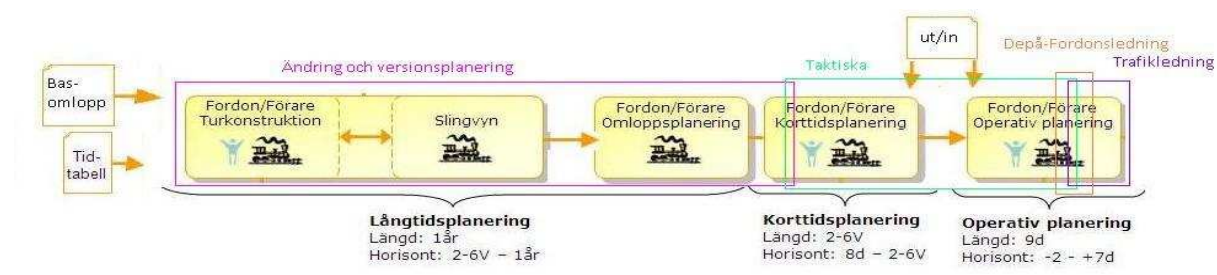 ut/in
Depå-Fordonsledning
Ändring och versionsplanering
Taktiska
Trafikledning
Bas-
omlopp
Tid-
tabell
Fordon/Förare
Turkonstruktion
Slingvyn
Fordon/Förare
Omloppsplanering
Fordon/Förare
Korttidsplanering
Fordon/Förare
Operativ planering
Långtidsplanering
Längd: 1år
Horisont: 2-6V – 1år
Korttidsplanering
Längd: 2-6V
Horisont: 8d – 2-6V
Operativ planering
Längd: 9d
Horisont: -2 - +7d